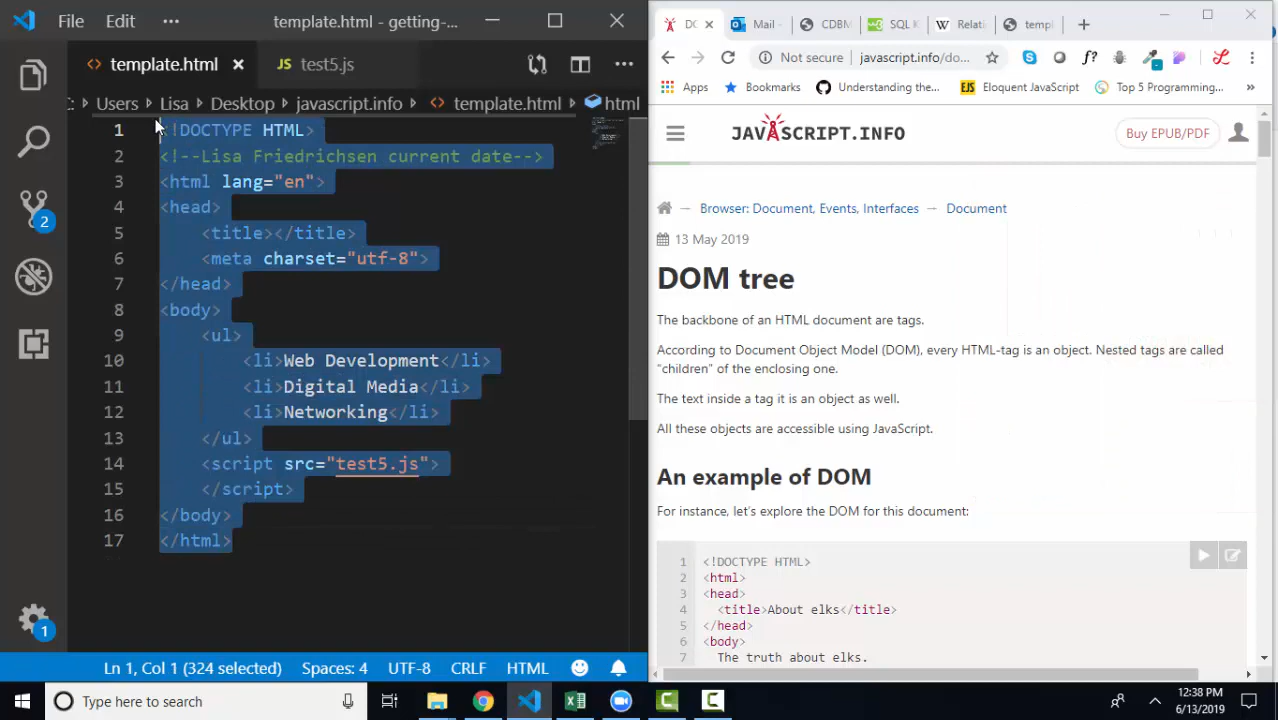 File Edit ... template.html - getting-...
template.html test5.js
JS
Users Lisa Desktop javascript.info template.html html
1 <!DOCTYPE HTML>
2 <!--Lisa Friedrichsen current date-->
3 <html lang="en">
4 <head>
5 <title></title>
6 <meta charset="utf-8">
7 </head>
8 <body>
9 <ul>
10 <li>Web Development</li>
11 <li>Digital Media</li>
12 <li>Networking</li>
13 </ul>
14 <script src="test5.js">
15 </script>
16 </body>
17 </html>
2
1
Ln 1, Col 1 (324 selected) Spaces: 4 UTF-8 CRLF HTML
Mail - CDBM SQL K W Relati templ
Not secure javascript.info/do... f?
Apps Bookmarks Understanding the... EJS Eloquent JavaScript Top 5 Programming... »
JAVASCRIPT.INFO Buy EPUB/PDF
Browser: Document, Events, Interfaces → Document
13 May 2019
DOM tree
The backbone of an HTML document are tags.
According to Document Object Model (DOM), every HTML-tag is an object. Nested tags are called
"children" of the enclosing one.
The text inside a tag it is an object as well.
All these objects are accessible using JavaScript.
An example of DOM
For instance, let's explore the DOM for this document:
1 <!DOCTYPE HTML>
2 <html>
3 <head>
4 <title>About elks</title>
5 </head>
6 <body>
7 The truth about elks.
Type here to search
12:38 PM
6/13/2019